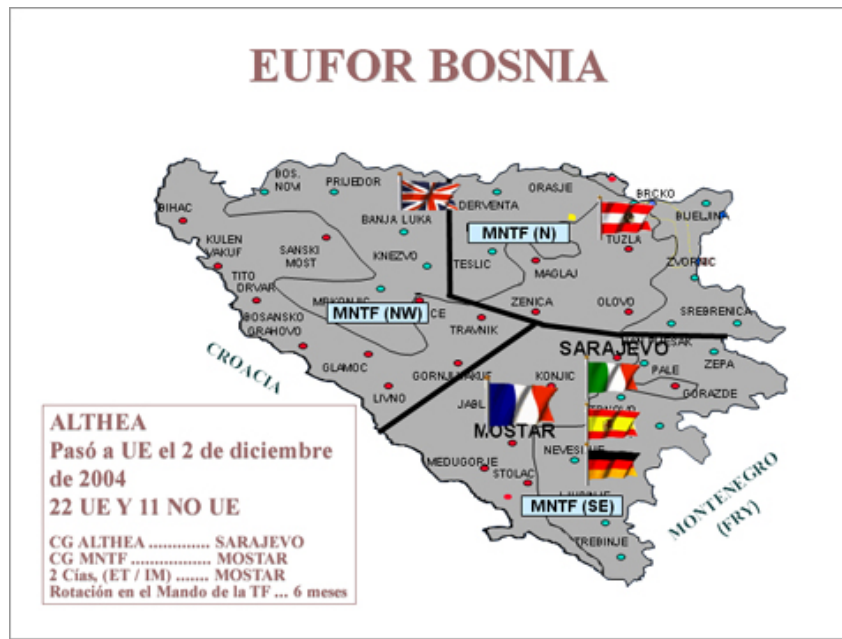 EUFOR BOSNIA
BOS.
NOVI
PRIJEDOR
ORASJE
BRCKO
DERVENTA
BIJELJINA
BIHAC
BANJA LUKA
MNTF (N)
TUZLA
KULEN
VAKUF
SANSKI
MOST
KNEZVO
TESLIC
MAGLAJ
ZVORNIC
TITO
DRVAR
MNTF (NW)
ZENICA
OLOVO
SREBRENICA
BOSANSKO
GRAHOVO
TRAVNIK
SARAJEVO
ZEPA
CROACIA
GLAMOC
PALE
LIVNO
KONJIC
GORAZDE
MOSTAR
NEVESINJE
MEDUGORJE
STOLAC
MNTF (SE)
TREBINJE
MONTENEGRO
(FRY)
ALTHEA
Pasó a UE el 2 de diciembre
de 2004
22 UE Y 11 NO UE
CG ALTHEA ............. SARAJEVO
CG MNTF .................. MOSTAR
2 Cías, (ET / IM) ....... MOSTAR
Rotación en el Mando de la TF ... 6 meses